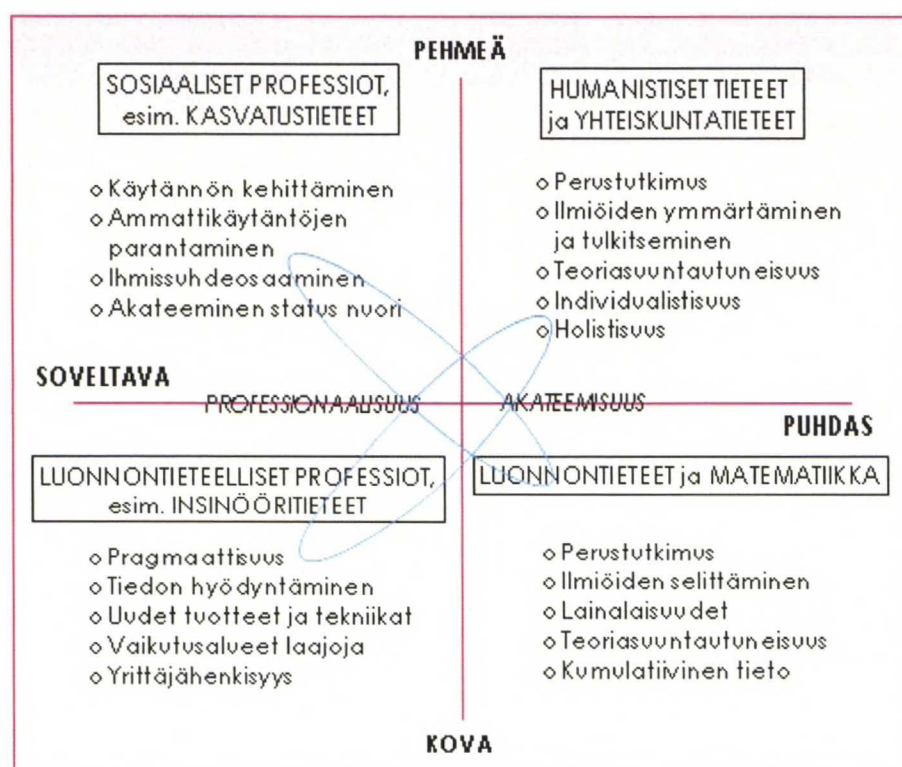 PEHMEÄ
SOSIAALISET PROFESSIOT,
esim. KASVATUSTIETEET
o Käytännön kehittäminen
o Ammattikäytäntöjen
parantaminen
o Ihmissuhdeosaaminen
o Akateeminen status nuori
HUMANISTISET TIETEET
ja YHTEISKUNTATIETEET
o Perustutkimus
o Ilmiöiden ymmärtäminen
ja tulkitseminen
o Teoriasuuntautuneisuus
o Individualistisuus
o Holistisuus
SOVELTAVA
PROFESSIONAALISUUS
AKATEEMISUUS
PUHDAS
LUONNONTIETEELLISET PROFESSIOT,
esim. INSINÖÖRITIETEET
o Pragmaattisuus
o Tiedon hyödyntäminen
o Uudet tuotteet ja tekniikat
o Vaikutusalueet laajoja
o Yrittäjähenkisyys
LUONNONTIETEET ja MATEMATIIKKA
o Perustutkimus
o Ilmiöiden selittäminen
o Lainalaisuudet
o Teoriasuuntautuneisuus
o Kumulatiivinen tieto
KOVA